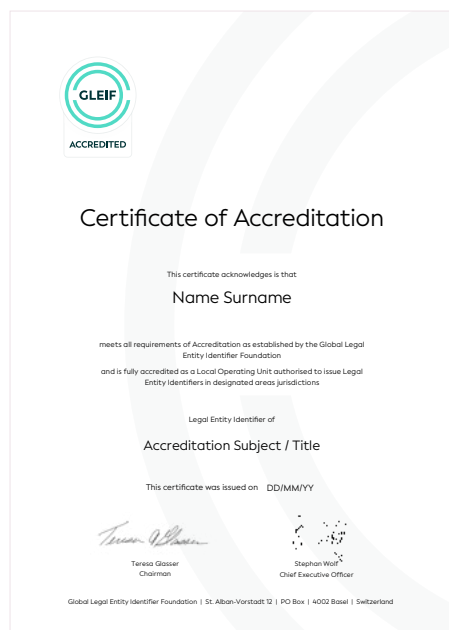 GLEIF
ACCREDITED
Certificate of Accreditation
This certificate acknowledges is that
Name Surname
meets all requirements of Accreditation as established by the Global Legal
Entity Identifier Foundation
and is fully accredited as a Local Operating Unit authorised to issue Legal
Entity Identifiers in designated areas jurisdictions
Legal Entity Identifier of
Accreditation Subject / Title
This certificate was issued on DD/MM/YY
Teresa Glasser
Chairman
Stephan Wolf
Chief Executive Officer
Global Legal Entity Identifier Foundation | St. Alban-Vorstadt 12 | PO Box | 4002 Basel | Switzerland